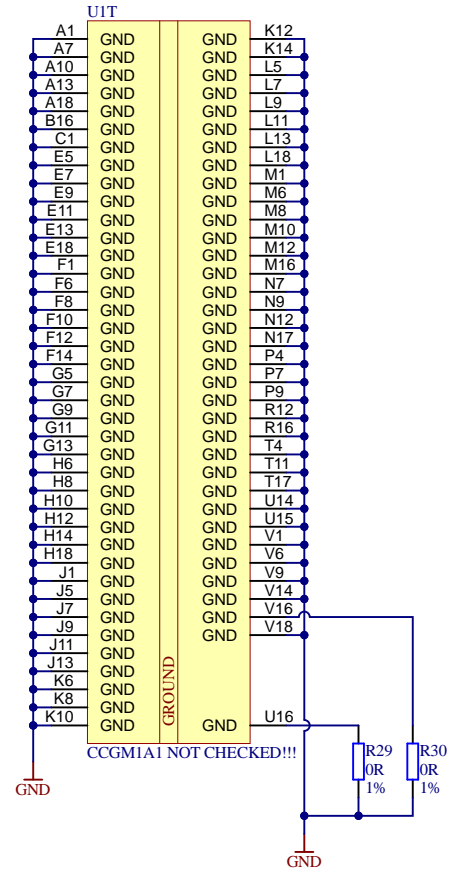 U1T
A1 GND GND K12
A7 GND GND K14
A10 GND GND L5
A13 GND GND L7
A18 GND GND L9
B16 GND GND L11
C1 GND GND L13
E5 GND GND L18
E7 GND GND M1
E9 GND GND M6
E11 GND GND M8
E13 GND GND M10
E18 GND GND M12
F1 GND GND M16
F6 GND GND N7
F8 GND GND N9
F10 GND GND N12
F12 GND GND N17
F14 GND GND P4
G5 GND GND P7
G7 GND GND P9
G9 GND GND R12
G11 GND GND R16
G13 GND GND T4
H6 GND GND T11
H8 GND GND T17
H10 GND GND U14
H12 GND GND U15
H14 GND GND V1
H18 GND GND V6
J1 GND GND V9
J5 GND GND V14
J7 GND GND V16
J9 GND GND V18
J11 GND
J13 GND
K6 GND
K8 GND
K10 GND GND U16
GROUND
CCGM1A1 NOT CHECKED!!!
R29
0R
1%
R30
0R
1%
GND
GND